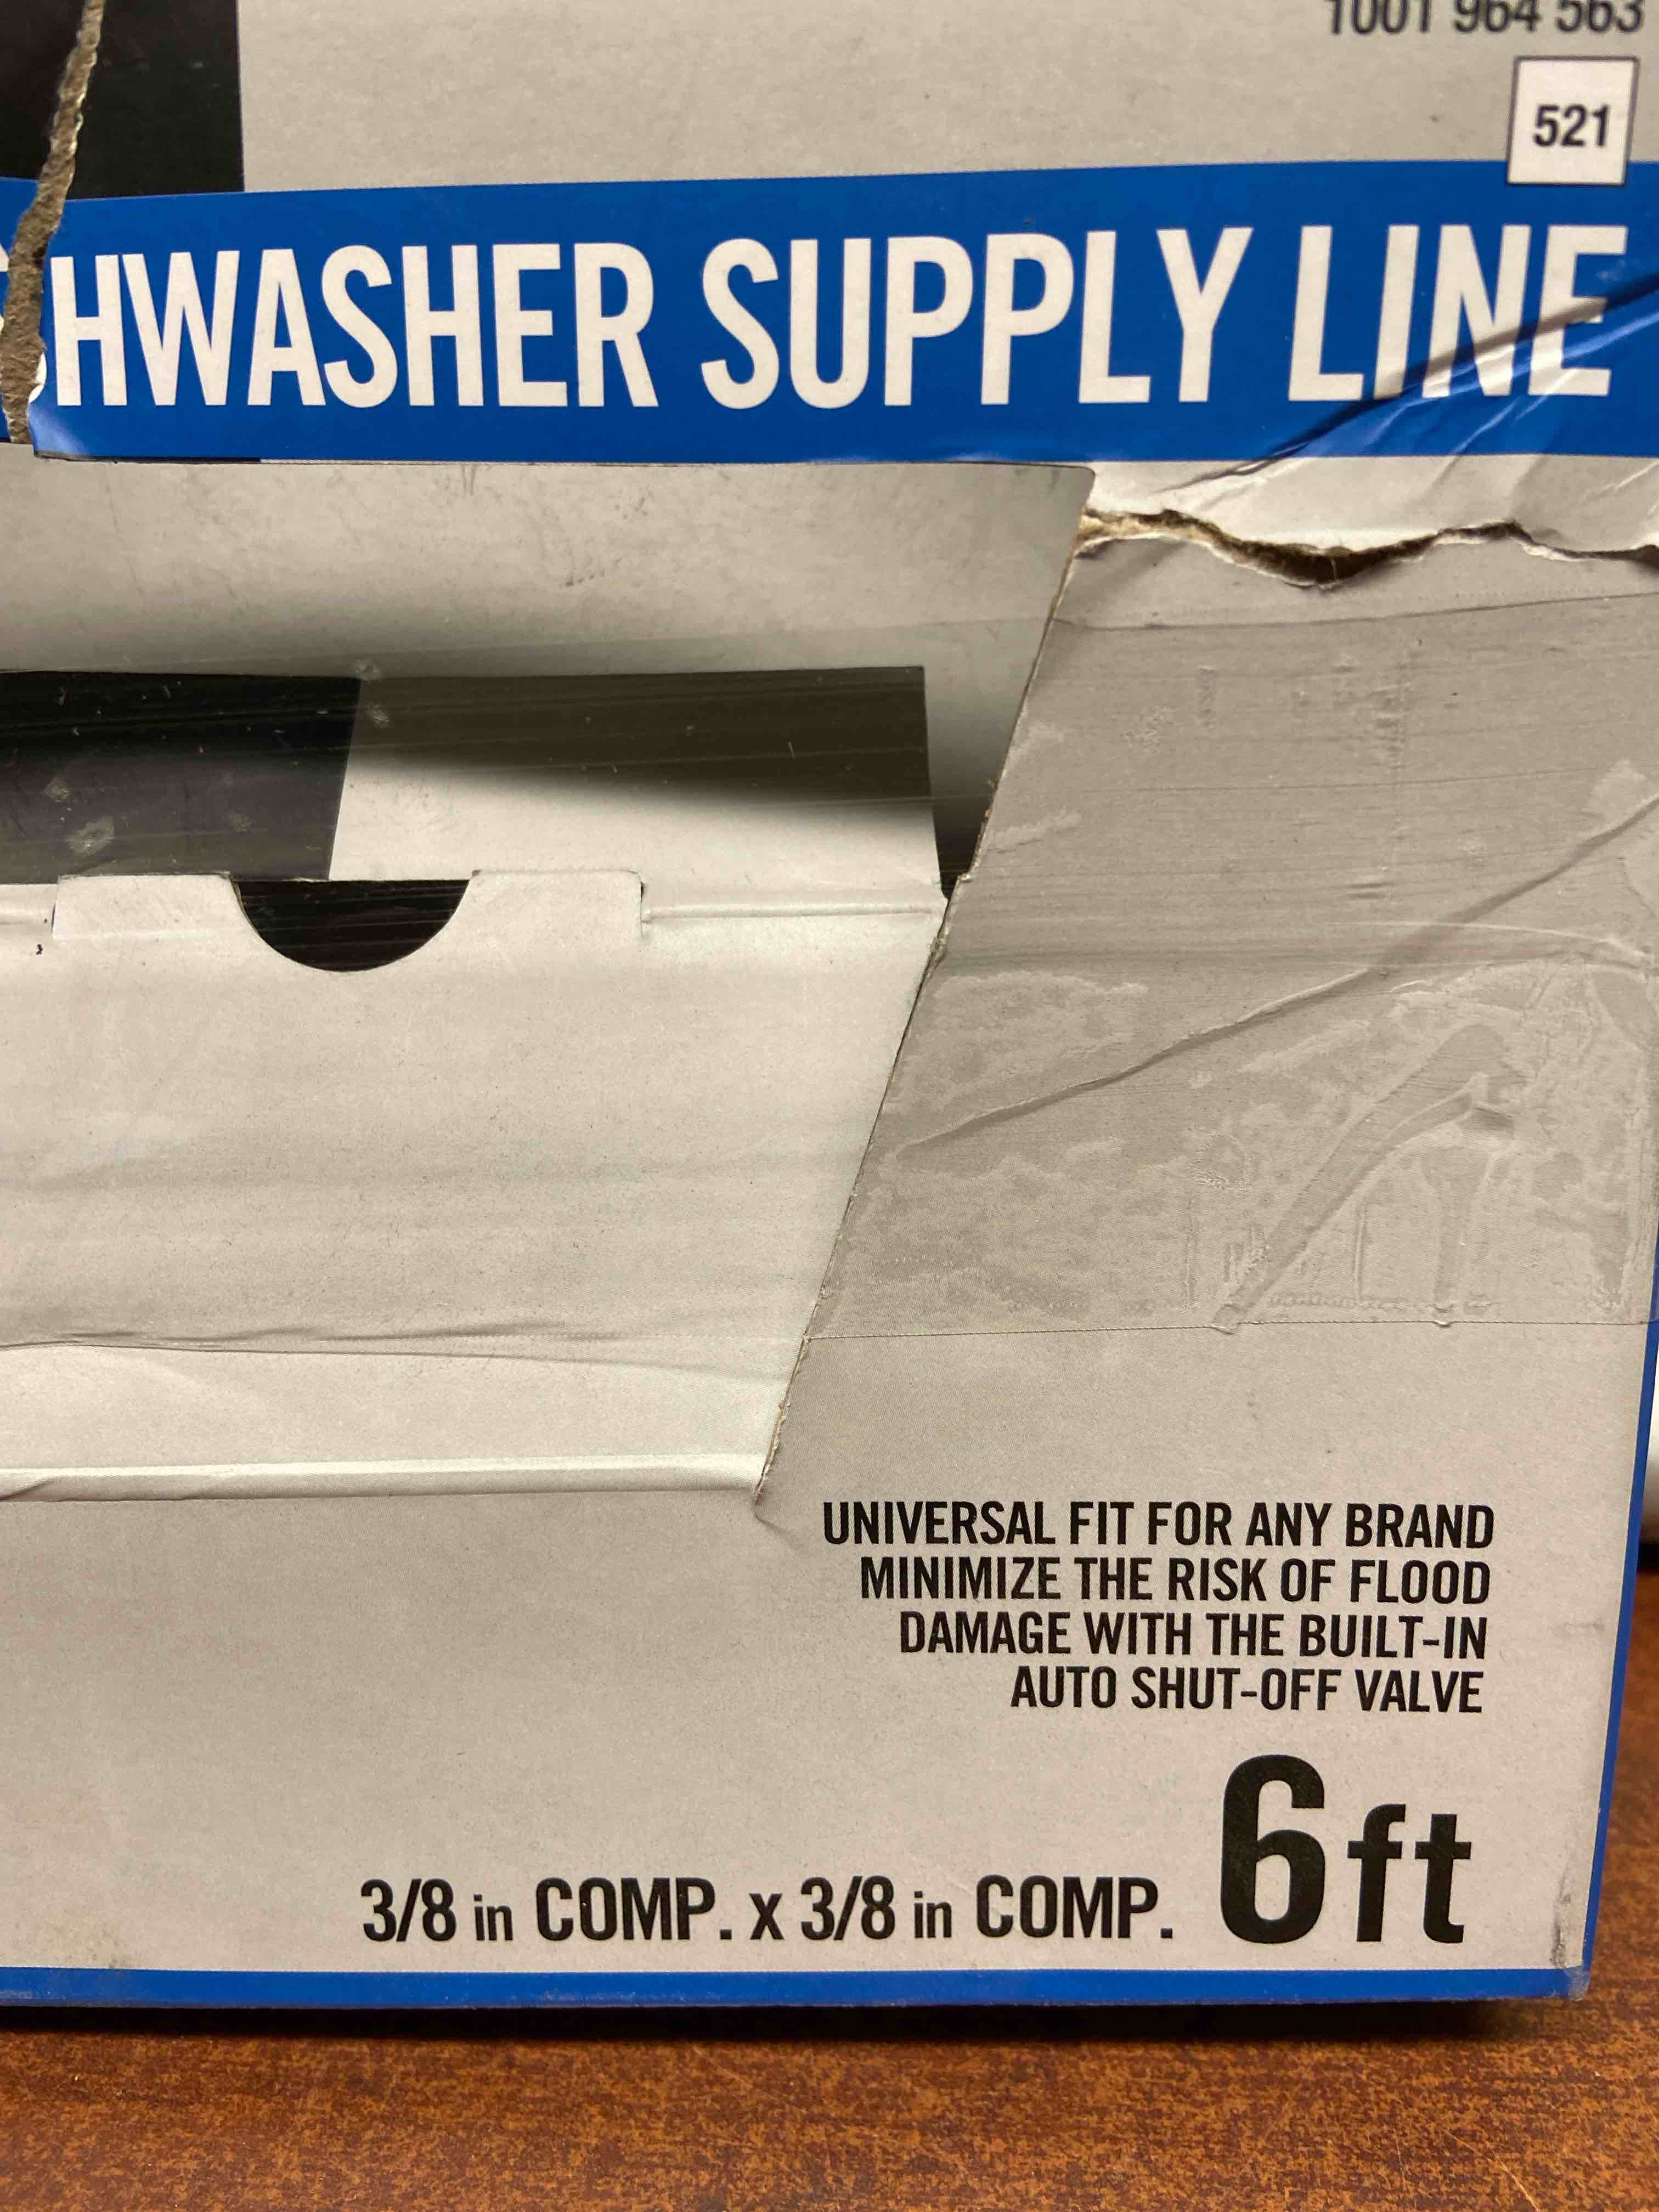 1001 964 563
521
SHWASHER SUPPLY LINE
UNIVERSAL FIT FOR ANY BRAND
MINIMIZE THE RISK OF FLOOD
DAMAGE WITH THE BUILT-IN
AUTO SHUT-OFF VALVE
3/8 in COMP. x 3/8 in COMP. 6ft